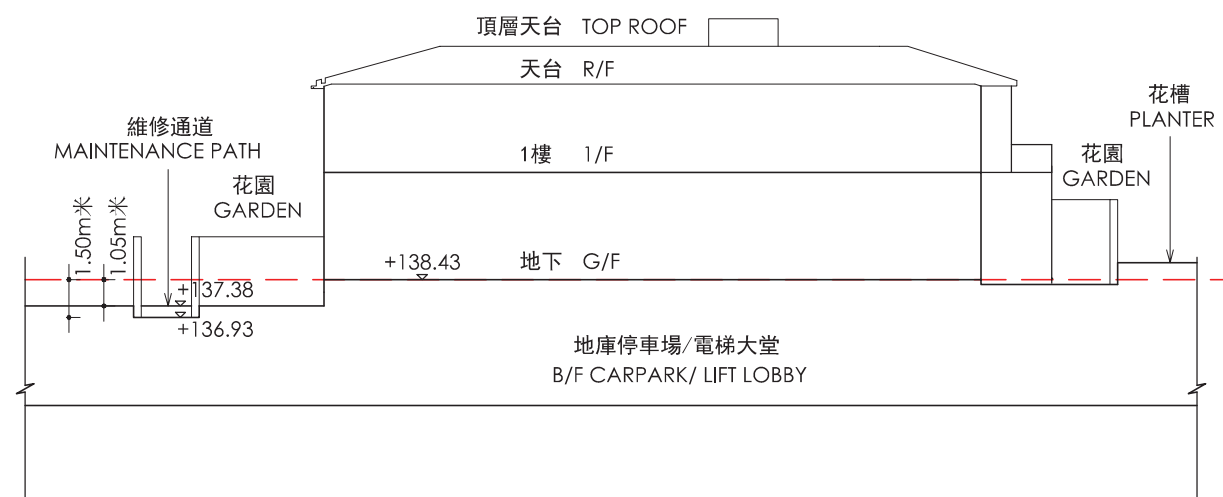 頂層天台 TOP ROOF
天台 R/F
花槽
PLANTER
維修通道
MAINTENANCE PATH
1樓 1/F
花園
GARDEN
花園
GARDEN
1.50m米
1.05m米
+138.43
地下 G/F
+137.38
+136.93
地庫停車場/電梯大堂
B/F CARPARK/ LIFT LOBBY